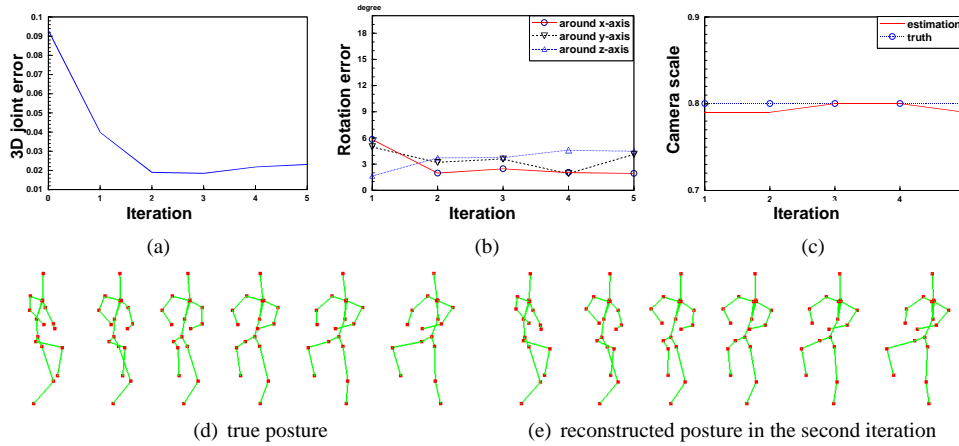 0.1
0.09
0.08
0.07
0.06
0.05
0.04
0.03
0.02
0.01
3D joint error
0 1 2 3 4 5
Iteration
(a)
degree
18
15
12
9
6
3
0
Rotation error
around x-axis
around y-axis
around z-axis
1 2 3 4 5
Iteration
(b)
0.9
0.8
0.7
Camera scale
estimation
truth
1 2 3 4
Iteration
(c)
(d) true posture
(e) reconstructed posture in the second iteration